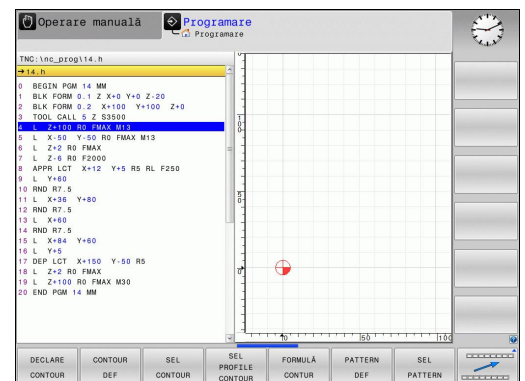 Operare manuală
Programare
Programare
TNC:\nc_prog\14.h
→14.h
0 BEGIN PGM 14 MM
1 BLK FORM 0.1 Z X+0 Y+0 Z-20
2 BLK FORM 0.2 X+100 Y+100 Z+0
3 TOOL CALL 5 Z S3500
4 L Z+100 R0 FMAX M13
5 L X-50 Y-50 R0 FMAX M13
6 L Z+2 R0 FMAX
7 L Z-6 R0 F2000
8 APPR LCT X+12 Y+5 R5 RL F250
9 L Y+60
10 RND R7.5
11 L X+36 Y+80
12 RND R7.5
13 L X+60
14 RND R7.5
15 L X+84 Y+60
16 L Y+5
17 DEP LCT X+150 Y-50 R5
18 L Z+2 R0 FMAX
19 L Z+100 R0 FMAX M30
20 END PGM 14 MM
100
50
0
0
50
100
DECLARE CONTOUR
CONTOUR DEF
SEL CONTOUR
SEL PROFILE CONTOUR
FORMULĂ CONTUR
PATTERN DEF
SEL PATTERN